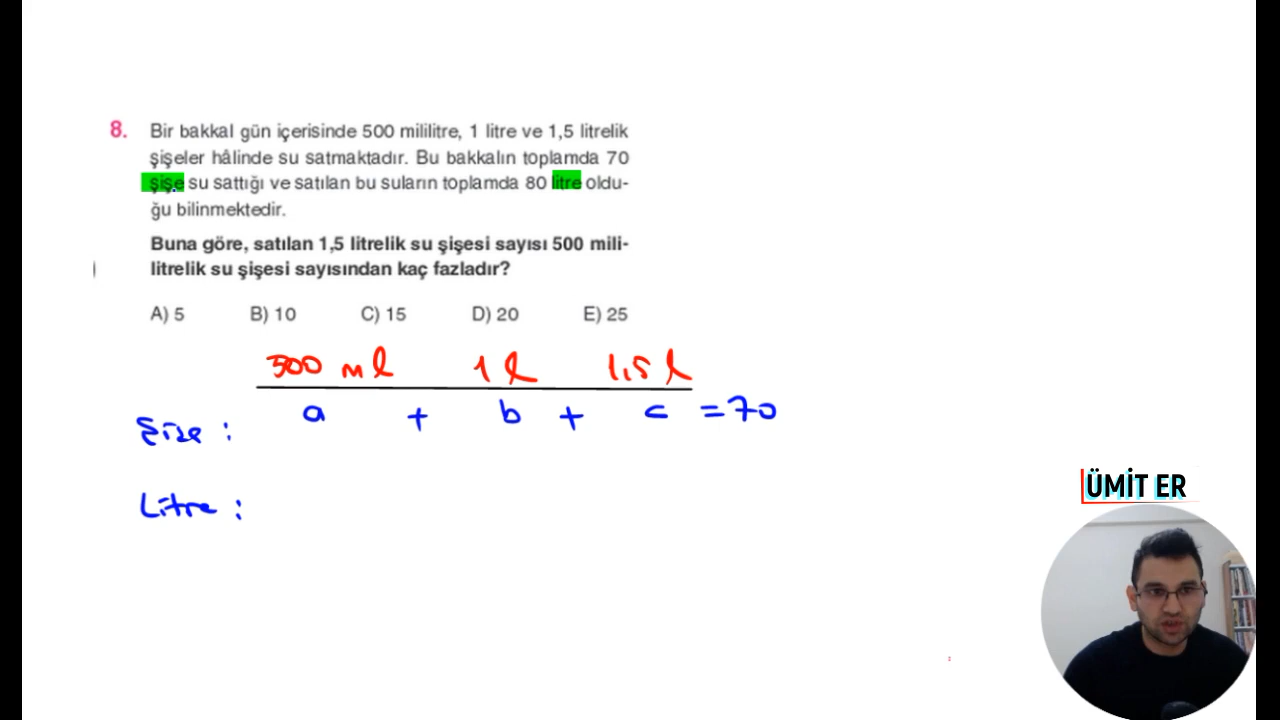 8. Bir bakkal gün içerisinde 500 mililitre, 1 litre ve 1,5 litrelik
şişeler hâlinde su satmaktadır. Bu bakkalın toplamda 70
şişe su sattığı ve satılan bu suların toplamda 80 litre oldu-
ğu bilinmektedir.
Buna göre, satılan 1,5 litrelik su şişesi sayısı 500 mili-
litrelik su şişesi sayısından kaç fazladır?
A) 5 B) 10 C) 15 D) 20 E) 25
500 ml 1 l 1,5 l
Şişe : a + b + c = 70
Litre :
ÜMİT ER